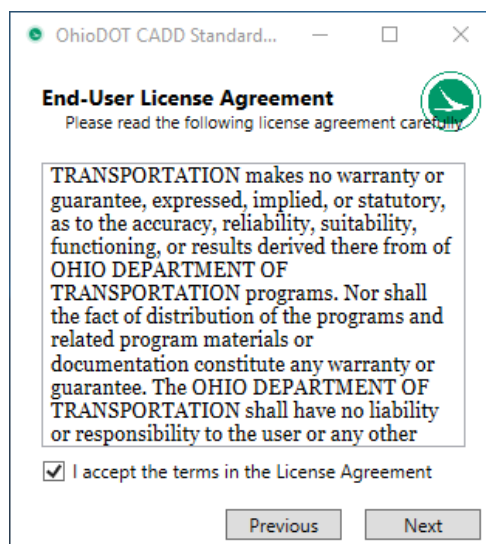 OhioDOT CADD Standard...
End-User License Agreement
Please read the following license agreement carefully
TRANSPORTATION makes no warranty or
guarantee, expressed, implied, or statutory,
as to the accuracy, reliability, suitability,
functioning, or results derived there from of
OHIO DEPARTMENT OF
TRANSPORTATION programs. Nor shall
the fact of distribution of the programs and
related program materials or
documentation constitute any warranty or
guarantee. The OHIO DEPARTMENT OF
TRANSPORTATION shall have no liability
or responsibility to the user or any other
I accept the terms in the License Agreement
Previous Next